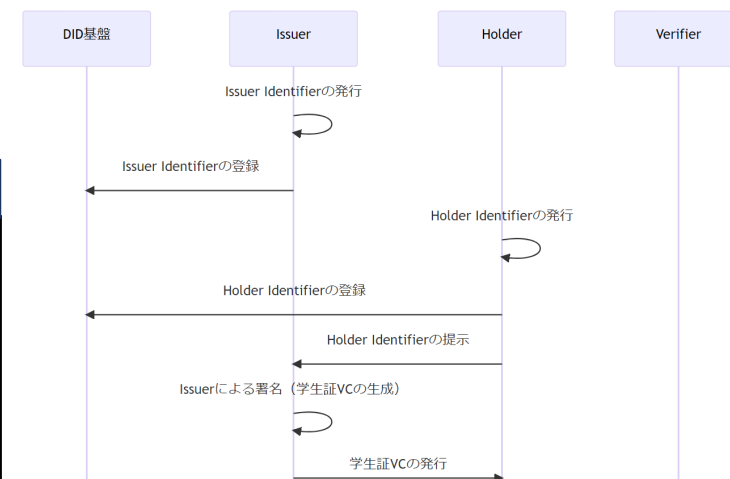 DID基盤
Issuer
Holder
Verifier
Issuer Identifierの発行
Issuer Identifierの登録
Holder Identifierの発行
Holder Identifierの登録
Holder Identifierの提示
Issuerによる署名（学生証VCの生成）
学生証VCの発行